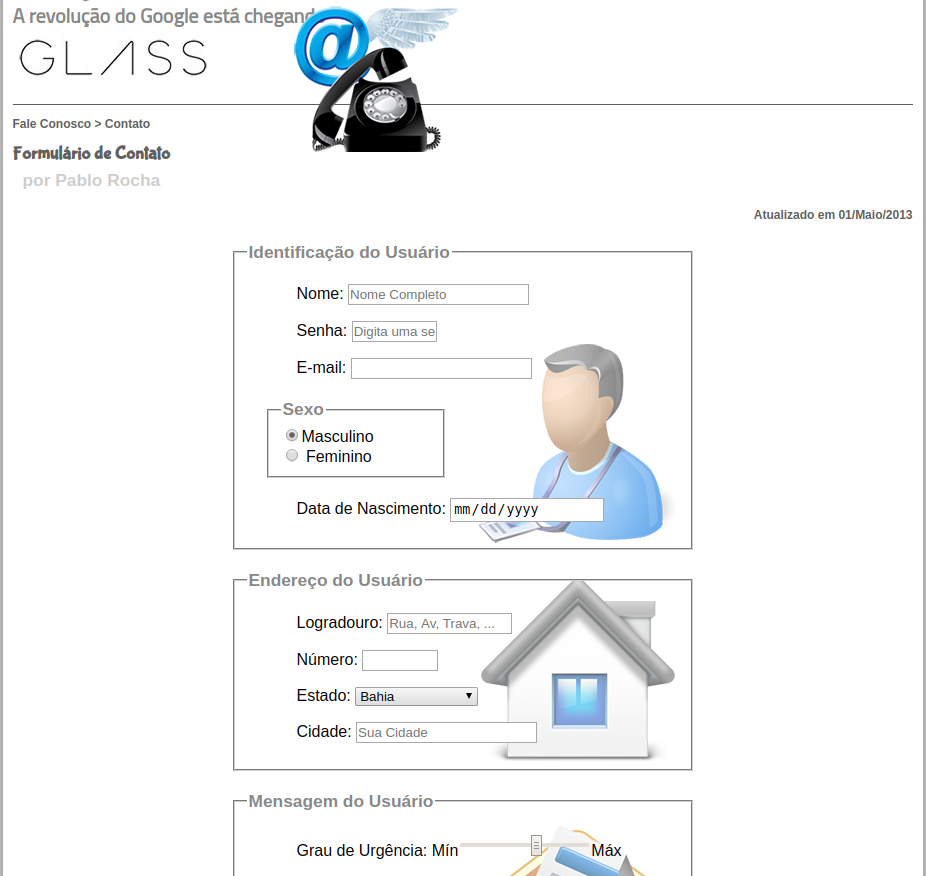 A revolução do Google está chegand
GLASS
Fale Conosco > Contato
Formulário de Contato
por Pablo Rocha
Atualizado em 01/Maio/2013
Identificação do Usuário
Nome: Nome Completo
Senha: Digita uma se
E-mail:
Sexo
Masculino
Feminino
Data de Nascimento: mm/dd/yyyy
Endereço do Usuário
Logradouro: Rua, Av, Trava, ...
Número:
Estado: Bahia
Cidade: Sua Cidade
Mensagem do Usuário
Grau de Urgência: Mín Máx